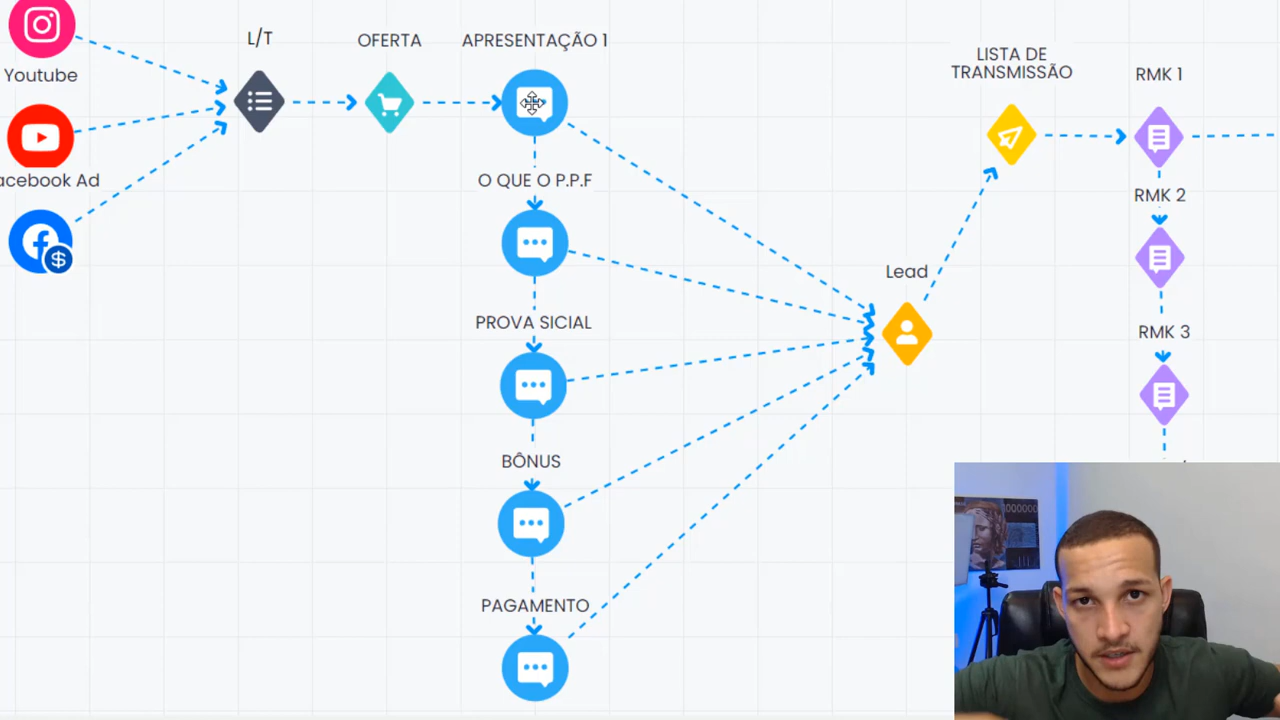 L/T
OFERTA
APRESENTAÇÃO 1
LISTA DE
TRANSMISSÃO
RMK 1
Youtube
acebook Ad
O QUE O P.P.F
RMK 2
Lead
PROVA SICIAL
RMK 3
BÔNUS
PAGAMENTO
$